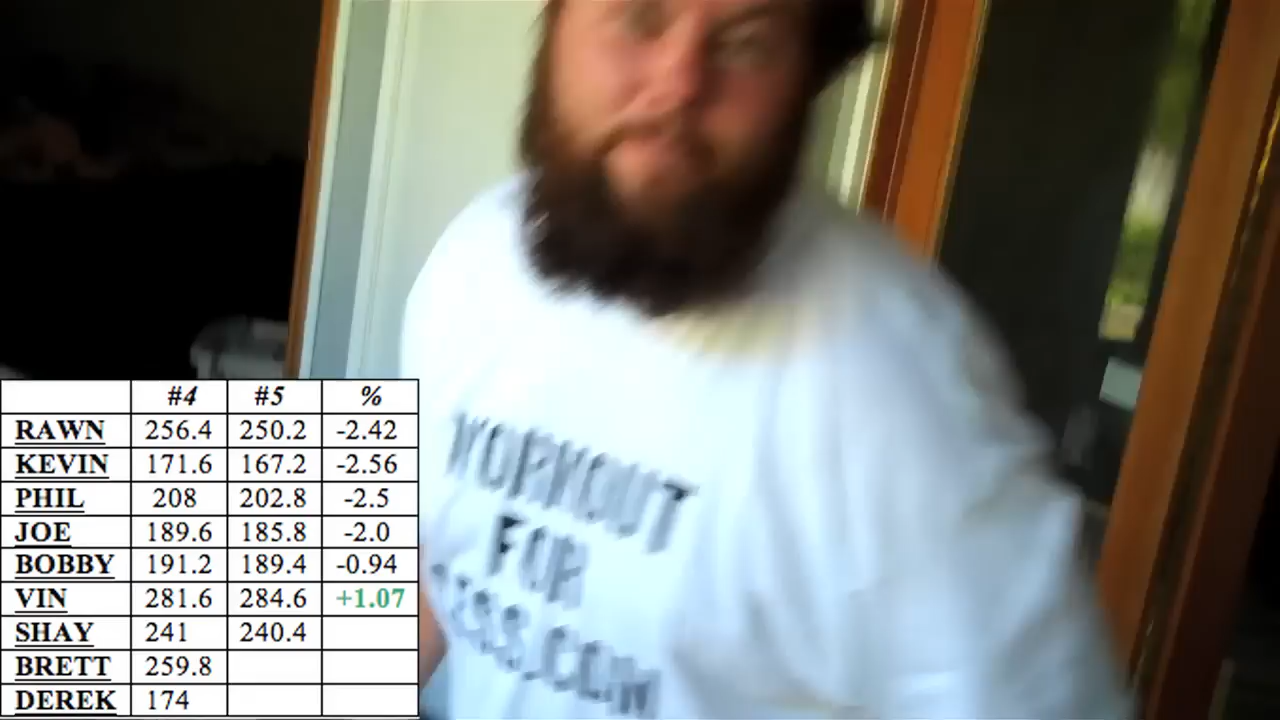 #4 #5 %
RAWN 256.4 250.2 -2.42
KEVIN 171.6 167.2 -2.56
PHIL 208 202.8 -2.5
JOE 189.6 185.8 -2.0
BOBBY 191.2 189.4 -0.94
VIN 281.6 284.6 +1.07
SHAY 241 240.4
BRETT 259.8
DEREK 174
WORKOUT
FOR